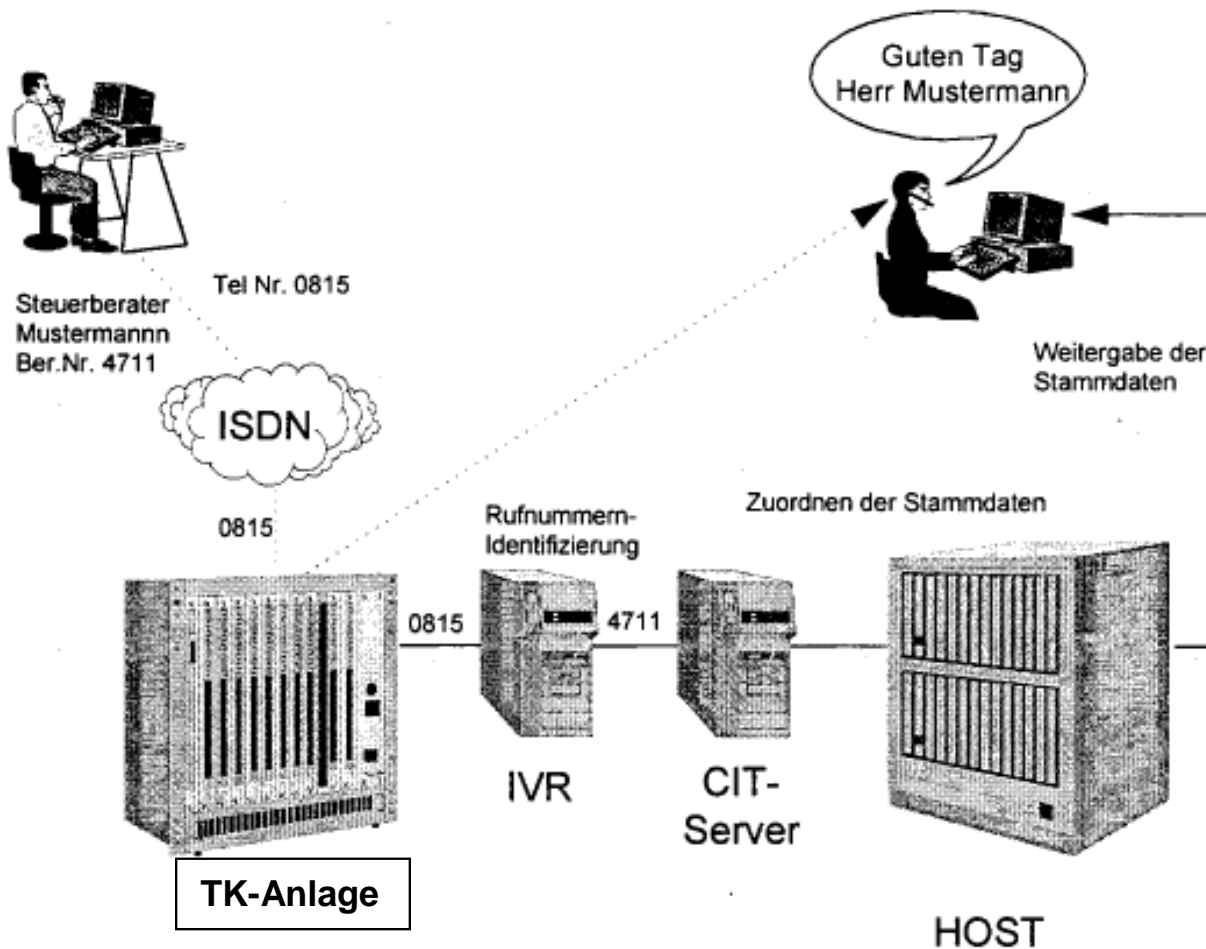 Guten Tag
Herr Mustermann
Tel Nr. 0815
Steuerberater
Mustermannn
Ber.Nr. 4711
Weitergabe der
Stammdaten
ISDN
0815
Rufnummern-
Identifizierung
Zuordnen der Stammdaten
0815
4711
IVR
CIT-
Server
TK-Anlage
HOST